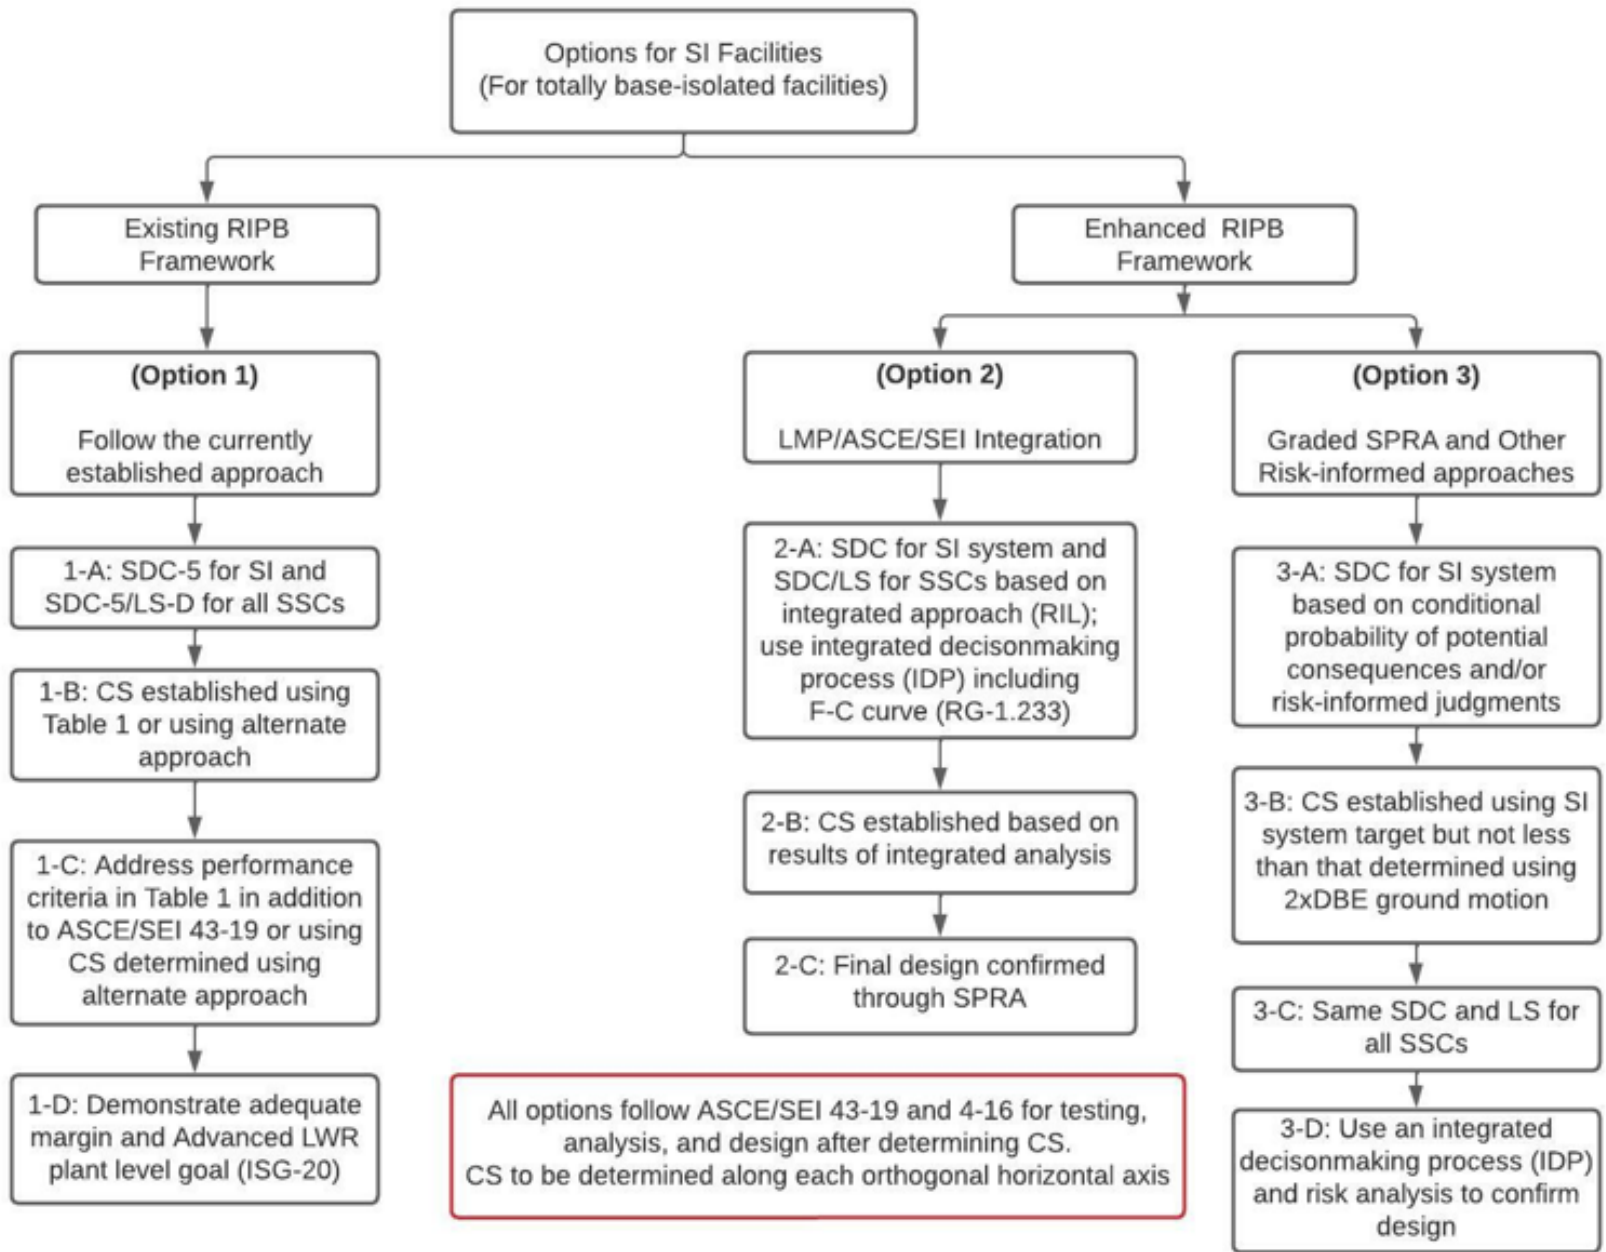 Options for SI Facilities
(For totally base-isolated facilities)
Existing RIPB
Framework
Enhanced RIPB
Framework
(Option 1)
Follow the currently
established approach
1-A: SDC-5 for SI and
SDC-5/LS-D for all SSCs
1-B: CS established using
Table 1 or using alternate
approach
1-C: Address performance
criteria in Table 1 in addition
to ASCE/SEI 43-19 or using
CS determined using
alternate approach
1-D: Demonstrate adequate
margin and Advanced LWR
plant level goal (ISG-20)
(Option 2)
LMP/ASCE/SEI Integration
2-A: SDC for SI system and
SDC/LS for SSCs based on
integrated approach (RIL);
use integrated decisonmaking
process (IDP) including
F-C curve (RG-1.233)
2-B: CS established based on
results of integrated analysis
2-C: Final design confirmed
through SPRA
(Option 3)
Graded SPRA and Other
Risk-informed approaches
3-A: SDC for SI system
based on conditional
probability of potential
consequences and/or
risk-informed judgments
3-B: CS established using SI
system target but not less
than that determined using
2xDBE ground motion
3-C: Same SDC and LS for
all SSCs
3-D: Use an integrated
decisonmaking process (IDP)
and risk analysis to confirm
design
All options follow ASCE/SEI 43-19 and 4-16 for testing,
analysis, and design after determining CS.
CS to be determined along each orthogonal horizontal axis